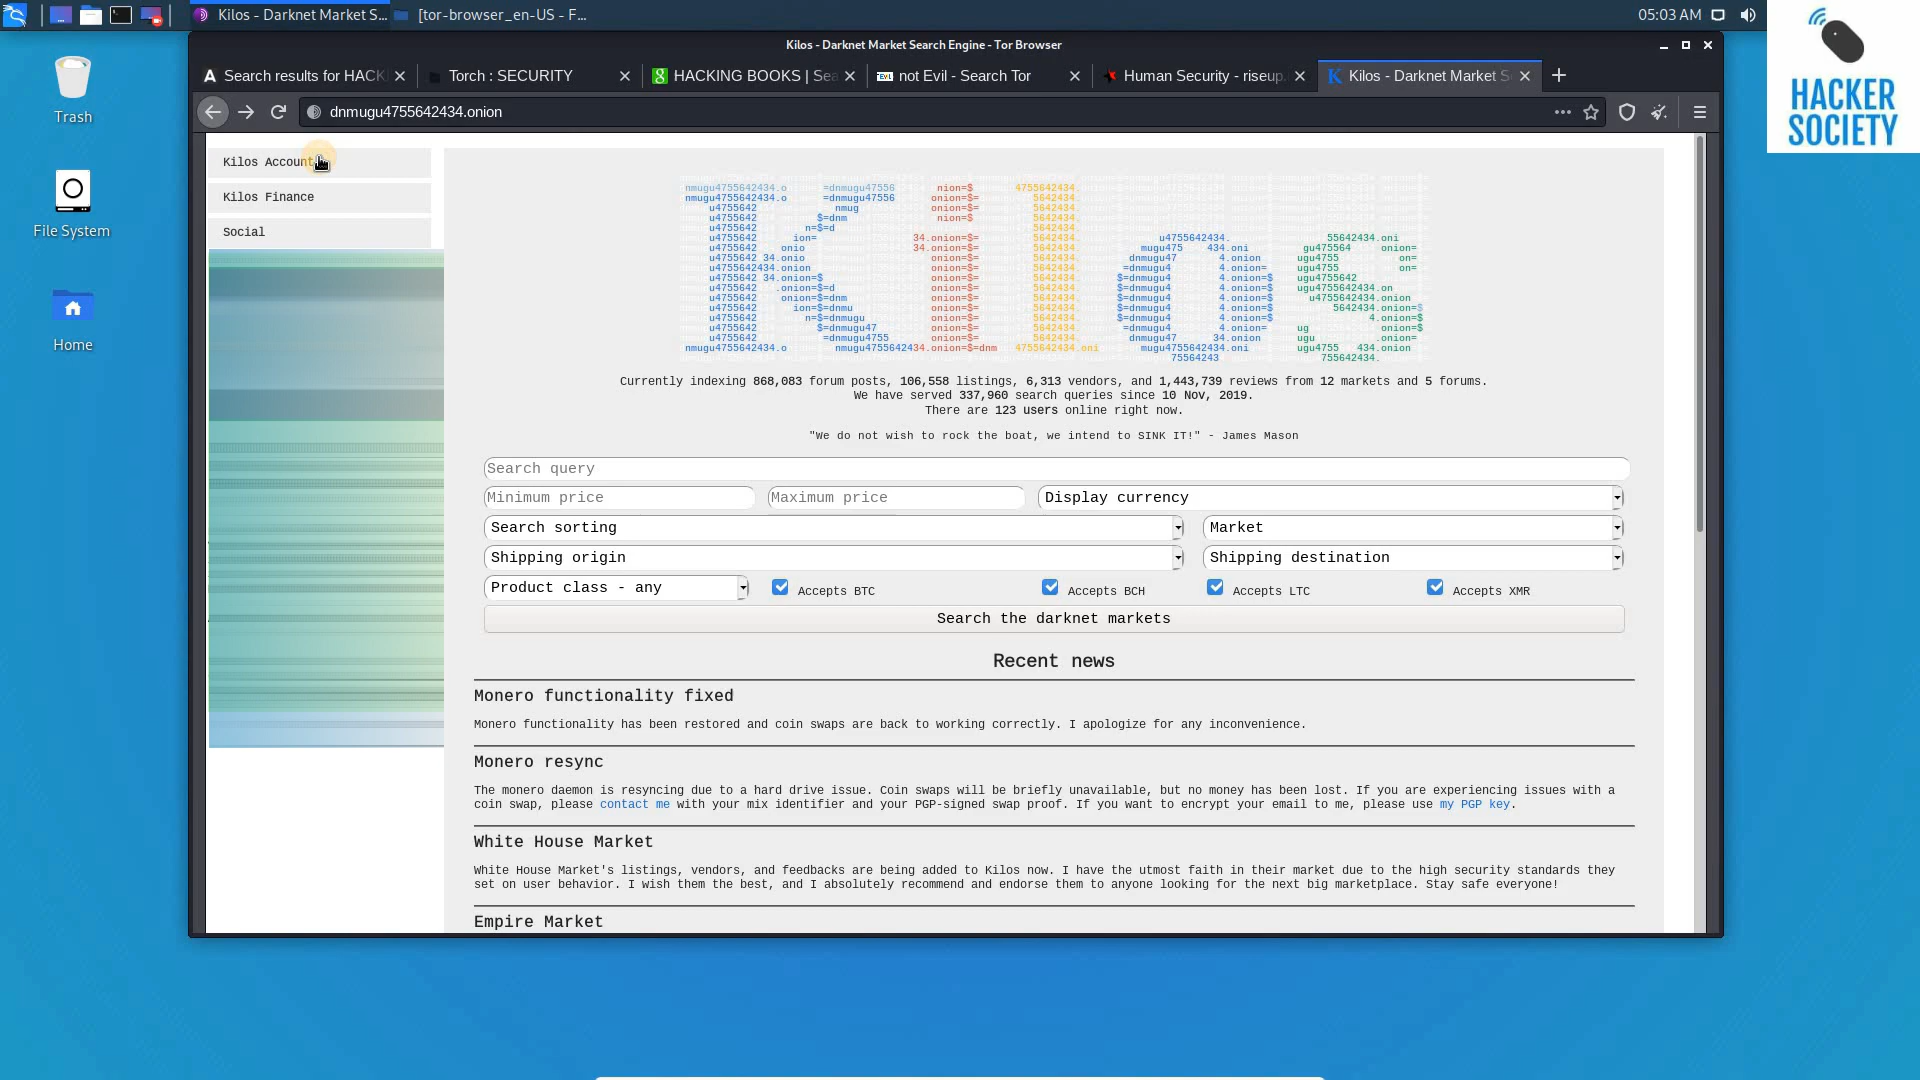 Kilos - Darknet Market S...
[tor-browser_en-US - F...
05:03 AM
HACKER
SOCIETY
Trash
File System
Home
Kilos - Darknet Market Search Engine - Tor Browser
Search results for HACK
Torch : SECURITY
HACKING BOOKS | Sea
not Evil - Search Tor
Human Security - riseup.
Kilos - Darknet Market S
dnmugu4755642434.onion
Kilos Account
Kilos Finance
Social
Kilos
Currently indexing 868,083 forum posts, 106,558 listings, 6,313 vendors, and 1,443,739 reviews from 12 markets and 5 forums.
We have served 337,960 search queries since 10 Nov, 2019.
There are 123 users online right now.
"We do not wish to rock the boat, we intend to SINK IT!" - James Mason
Search query
Minimum price
Maximum price
Display currency
Search sorting
Market
Shipping origin
Shipping destination
Product class - any
Accepts BTC
Accepts BCH
Accepts LTC
Accepts XMR
Search the darknet markets
Recent news
Monero functionality fixed
Monero functionality has been restored and coin swaps are back to working correctly. I apologize for any inconvenience.
Monero resync
The monero daemon is resyncing due to a hard drive issue. Coin swaps will be briefly unavailable, but no money has been lost. If you are experiencing issues with a
coin swap, please contact me with your mix identifier and your PGP-signed swap proof. If you want to encrypt your email to me, please use my PGP key.
White House Market
White House Market's listings, vendors, and feedbacks are being added to Kilos now. I have the utmost faith in their market due to the high security standards they
set on user behavior. I wish them the best, and I absolutely recommend and endorse them to anyone looking for the next big marketplace. Stay safe everyone!
Empire Market